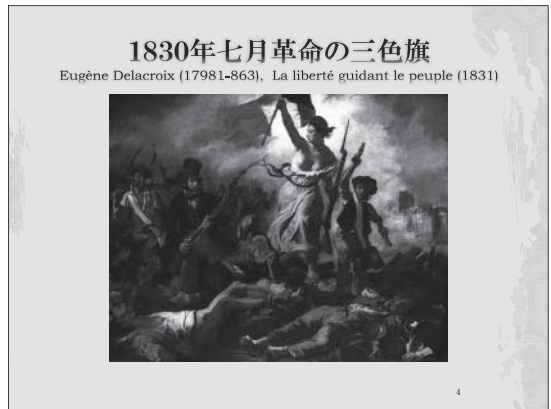 1830年七月革命の三色旗
Eugène Delacroix (17981-863), La liberté guidant le peuple (1831)
4